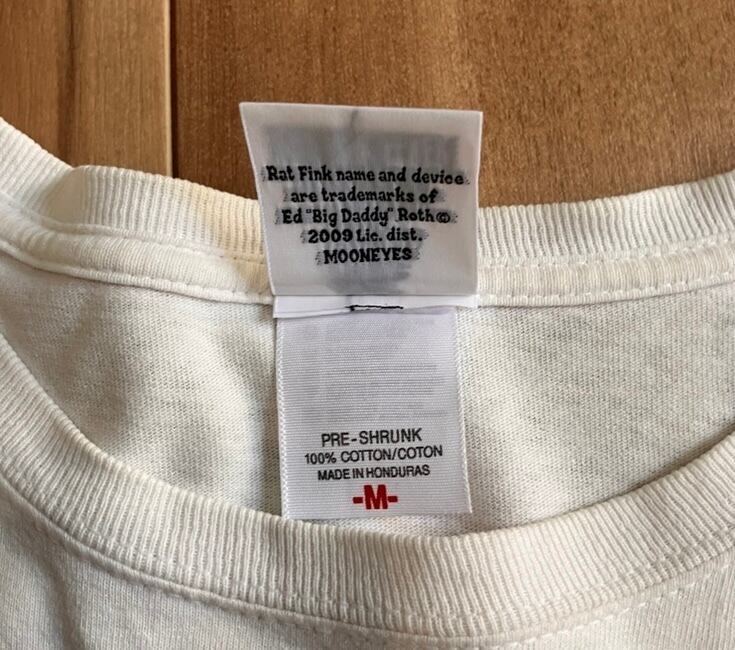 Rat Fink name and device
are trademarks of
Ed "Big Daddy" Roth©
2009 Lic. dist.
MOONEYES
PRE-SHRUNK
100% COTTON/COTON
MADE IN HONDURAS
-M-